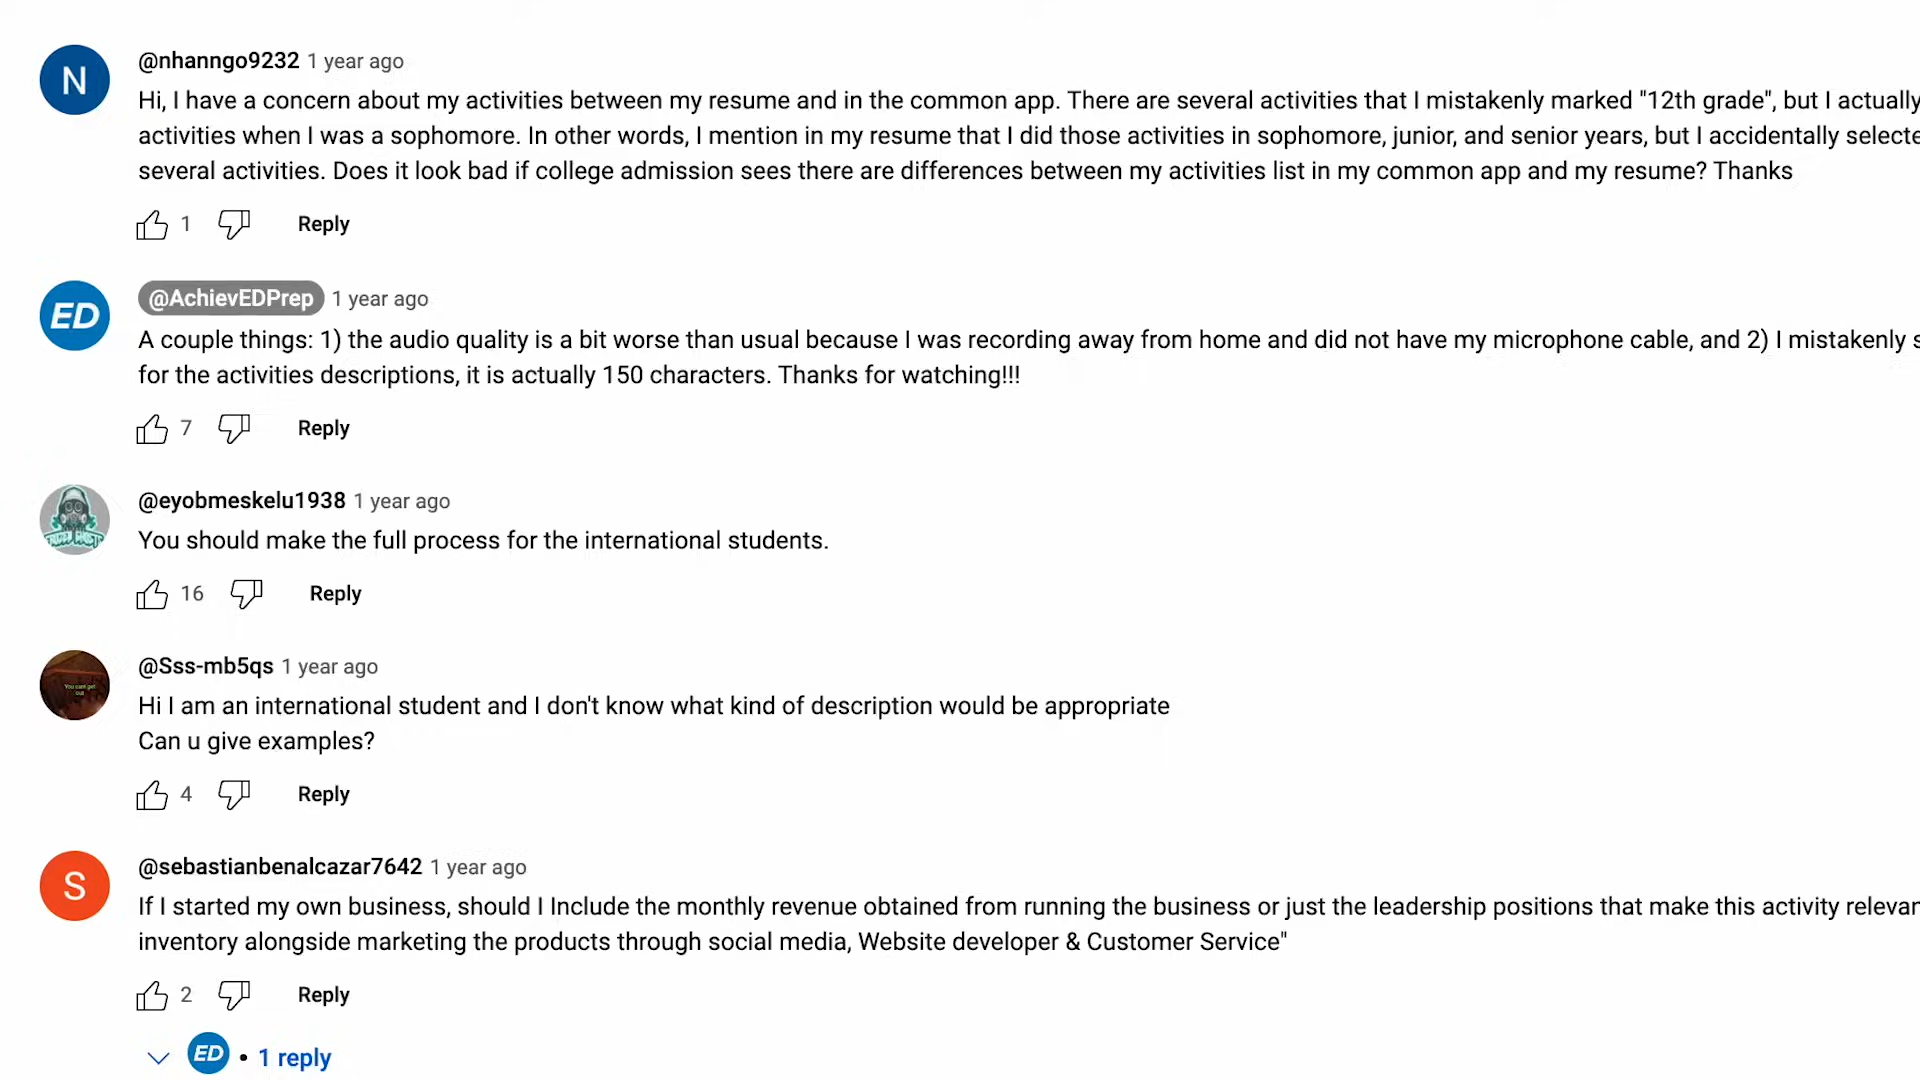 N
@nhanngo9232 1 year ago
Hi, I have a concern about my activities between my resume and in the common app. There are several activities that I mistakenly marked "12th grade", but I actually
activities when I was a sophomore. In other words, I mention in my resume that I did those activities in sophomore, junior, and senior years, but I accidentally selecte
several activities. Does it look bad if college admission sees there are differences between my activities list in my common app and my resume? Thanks
1 Reply
ED
@AchievEDPrep 1 year ago
A couple things: 1) the audio quality is a bit worse than usual because I was recording away from home and did not have my microphone cable, and 2) I mistakenly s
for the activities descriptions, it is actually 150 characters. Thanks for watching!!!
7 Reply
@eyobmeskelu1938 1 year ago
You should make the full process for the international students.
16 Reply
You cant get
out
@Sss-mb5qs 1 year ago
Hi I am an international student and I don't know what kind of description would be appropriate
Can u give examples?
4 Reply
S
@sebastianbenalcazar7642 1 year ago
If I started my own business, should I Include the monthly revenue obtained from running the business or just the leadership positions that make this activity relevan
inventory alongside marketing the products through social media, Website developer & Customer Service"
2 Reply
ED • 1 reply